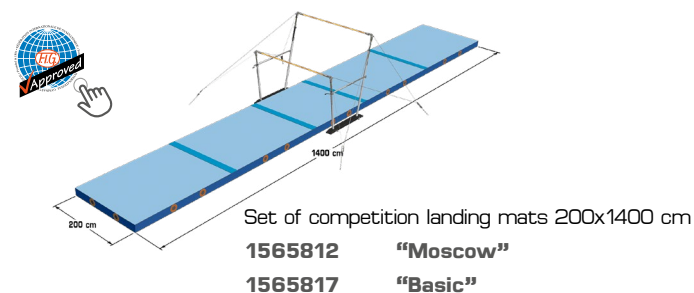 FIG
Approved
1400 cm
200 cm
Set of competition landing mats 200x1400 cm
1565812 “Moscow”
1565817 “Basic”